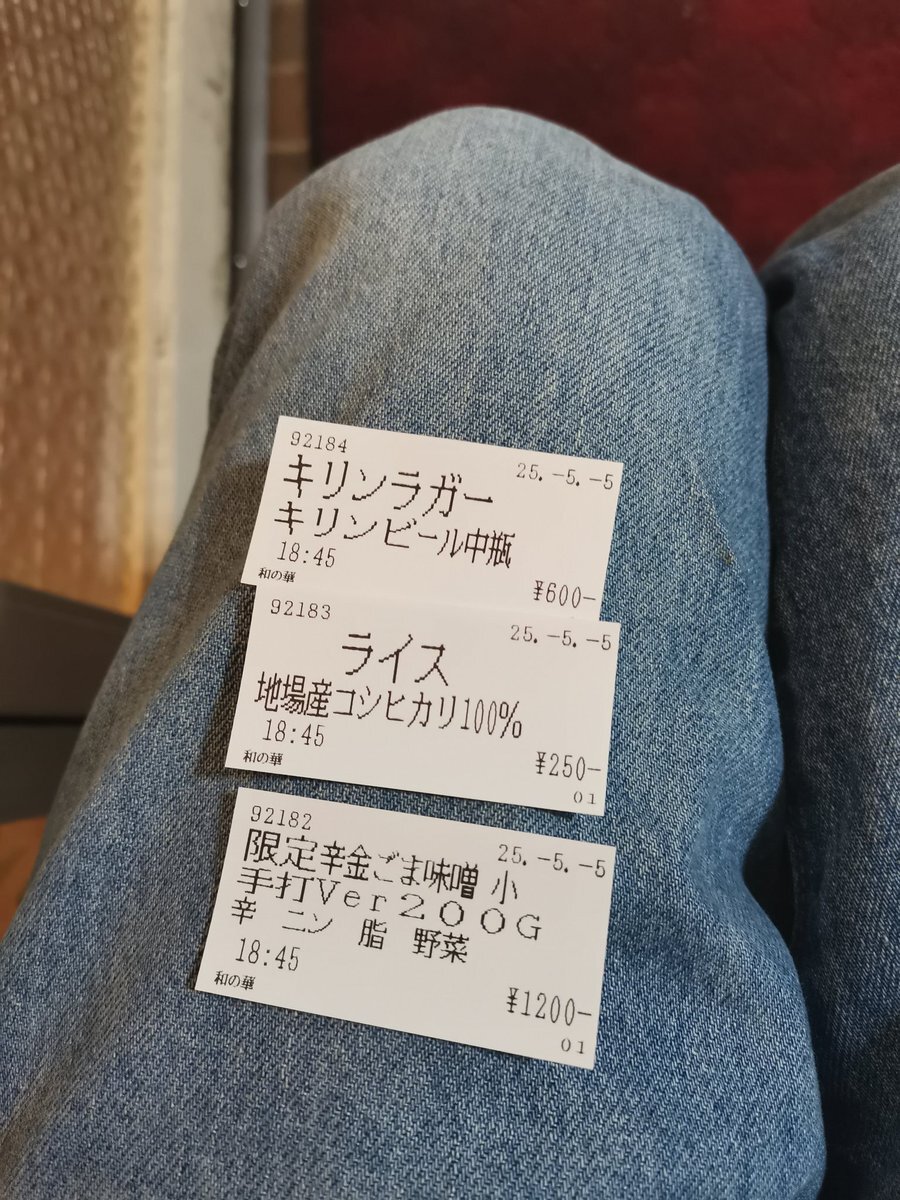 92184
25.-5.-5
キリンラガー
キリンビール中瓶
18:45
¥600-
和の華
92183
25.-5.-5
ライス
地場産コシヒカリ100%
18:45
¥250-
和の華
01
92182
25.-5.-5
限定辛金ごま味噌 小
手打Ver200G
辛 ニン 脂 野菜
18:45
¥1200-
和の華
01